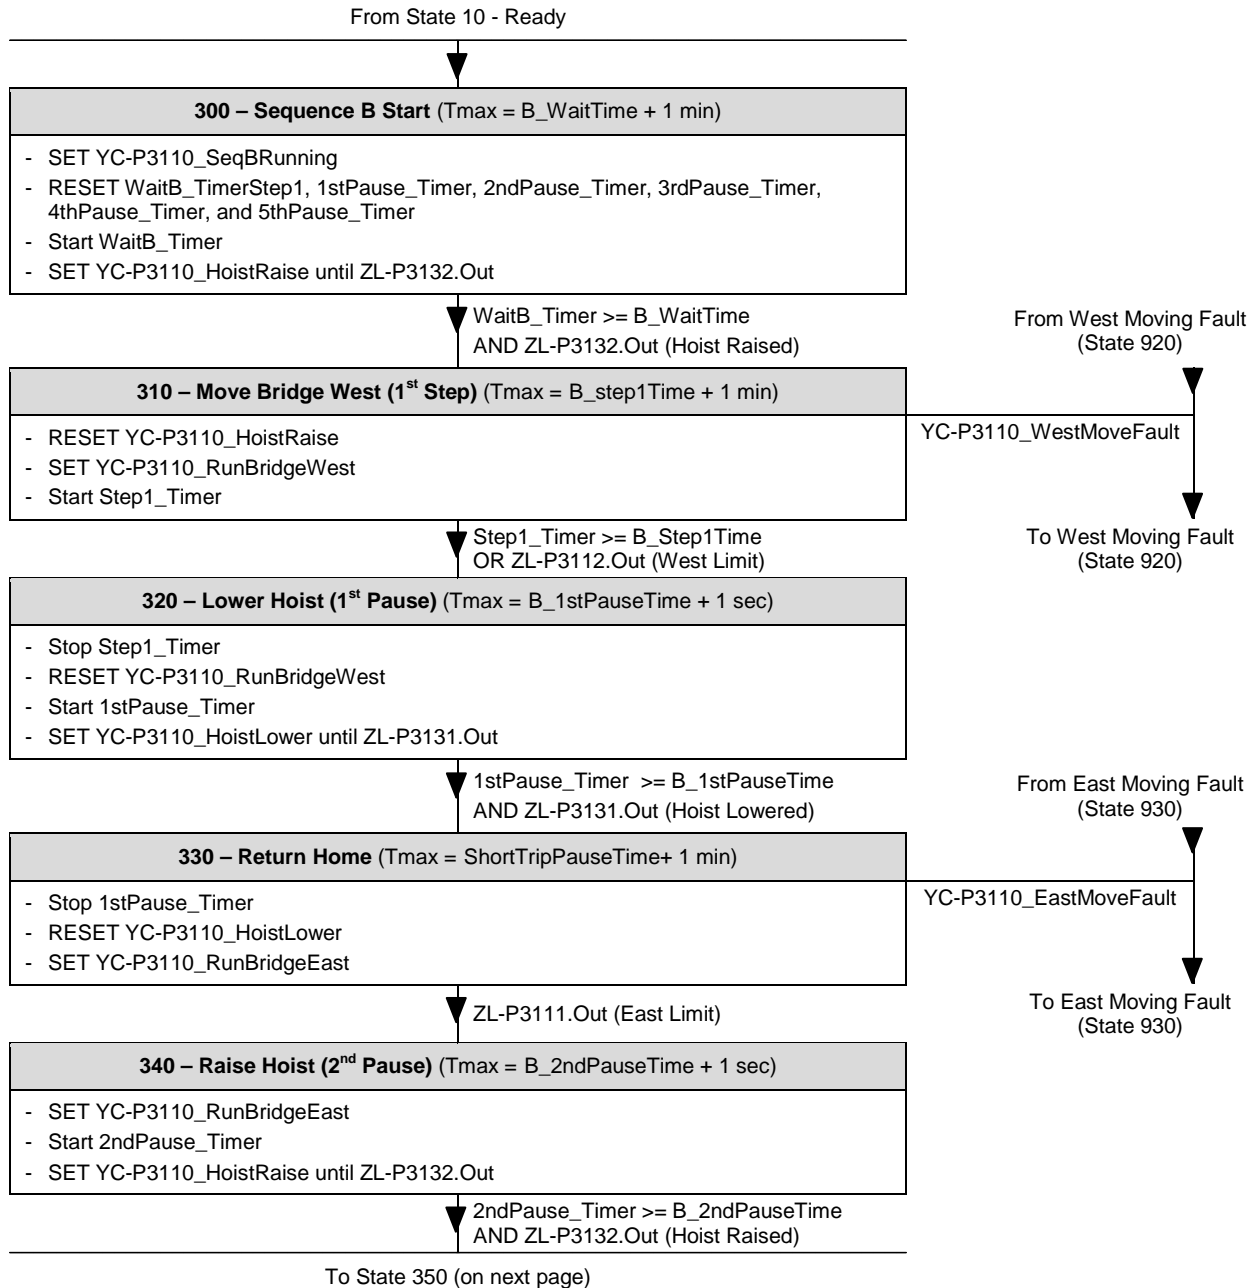 From State 10 - Ready
300 – Sequence B Start (Tmax = B_WaitTime + 1 min)
- SET YC-P3110_SeqBRunning
- RESET WaitB_TimerStep1, 1stPause_Timer, 2ndPause_Timer, 3rdPause_Timer,
4thPause_Timer, and 5thPause_Timer
- Start WaitB_Timer
- SET YC-P3110_HoistRaise until ZL-P3132.Out
WaitB_Timer >= B_WaitTime
AND ZL-P3132.Out (Hoist Raised)
From West Moving Fault
(State 920)
310 – Move Bridge West (1st Step) (Tmax = B_step1Time + 1 min)
- RESET YC-P3110_HoistRaise
- SET YC-P3110_RunBridgeWest
- Start Step1_Timer
YC-P3110_WestMoveFault
To West Moving Fault
(State 920)
Step1_Timer >= B_Step1Time
OR ZL-P3112.Out (West Limit)
320 – Lower Hoist (1st Pause) (Tmax = B_1stPauseTime + 1 sec)
- Stop Step1_Timer
- RESET YC-P3110_RunBridgeWest
- Start 1stPause_Timer
- SET YC-P3110_HoistLower until ZL-P3131.Out
1stPause_Timer >= B_1stPauseTime
AND ZL-P3131.Out (Hoist Lowered)
From East Moving Fault
(State 930)
330 – Return Home (Tmax = ShortTripPauseTime+ 1 min)
- Stop 1stPause_Timer
- RESET YC-P3110_HoistLower
- SET YC-P3110_RunBridgeEast
YC-P3110_EastMoveFault
To East Moving Fault
(State 930)
ZL-P3111.Out (East Limit)
340 – Raise Hoist (2nd Pause) (Tmax = B_2ndPauseTime + 1 sec)
- SET YC-P3110_RunBridgeEast
- Start 2ndPause_Timer
- SET YC-P3110_HoistRaise until ZL-P3132.Out
2ndPause_Timer >= B_2ndPauseTime
AND ZL-P3132.Out (Hoist Raised)
To State 350 (on next page)